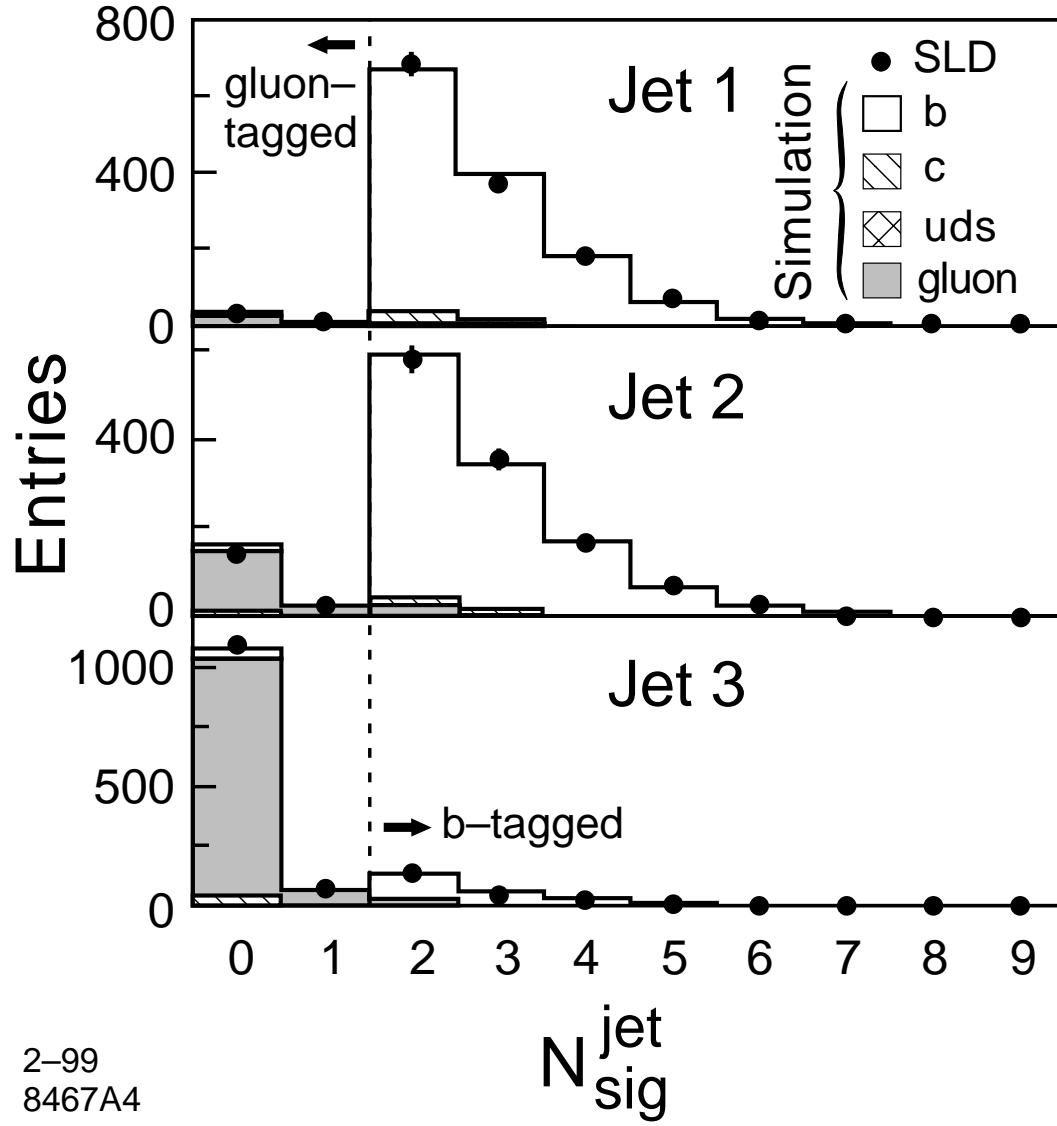 800
400
0
gluon–
tagged
Jet 1
SLD
b
c
uds
gluon
Simulation
Entries
400
0
Jet 2
1000
500
0
Jet 3
b–tagged
0 1 2 3 4 5 6 7 8 9
N jet sig
2–99
8467A4